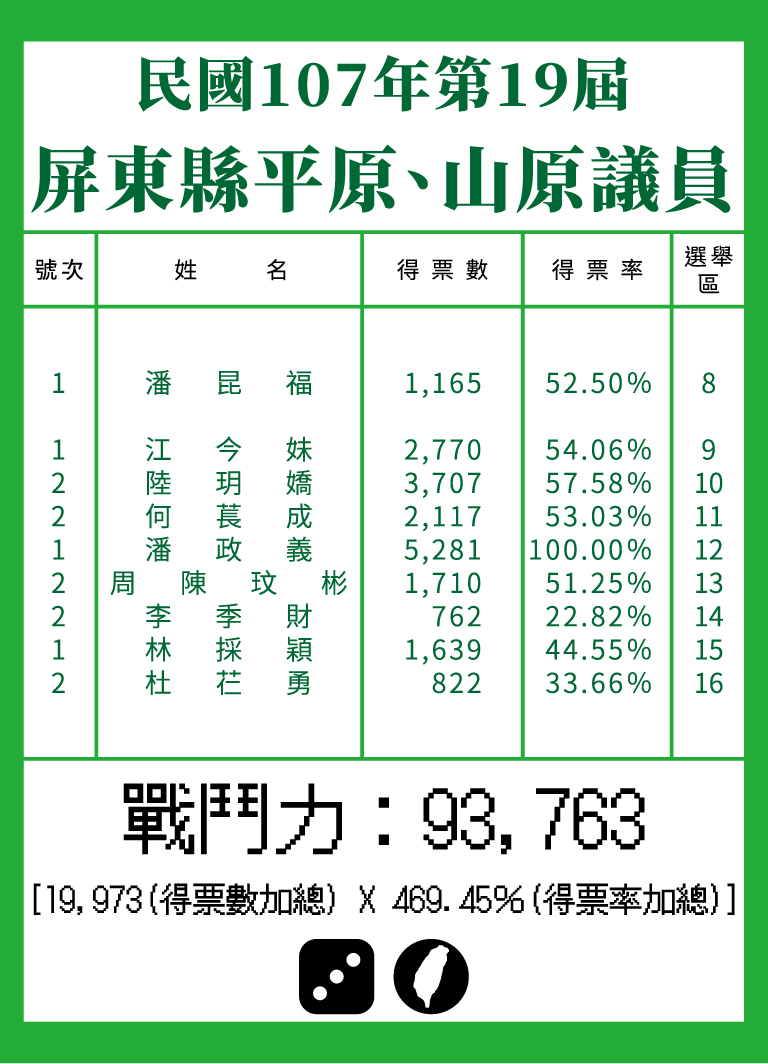 民國107年第19屆
屏東縣平原、山原議員
號次 姓名 得票數 得票率 選舉區
1 潘昆福 1,165 52.50% 8
1 江今妹 2,770 54.06% 9
2 陸玥嬌 3,707 57.58% 10
2 何萇成 2,117 53.03% 11
1 潘政義 5,281 100.00% 12
2 周陳玟彬 1,710 51.25% 13
2 李季財 762 22.82% 14
1 林採穎 1,639 44.55% 15
2 杜芢勇 822 33.66% 16
戰鬥力：93,763
[19,973(得票數加總) X 469.45%(得票率加總)]